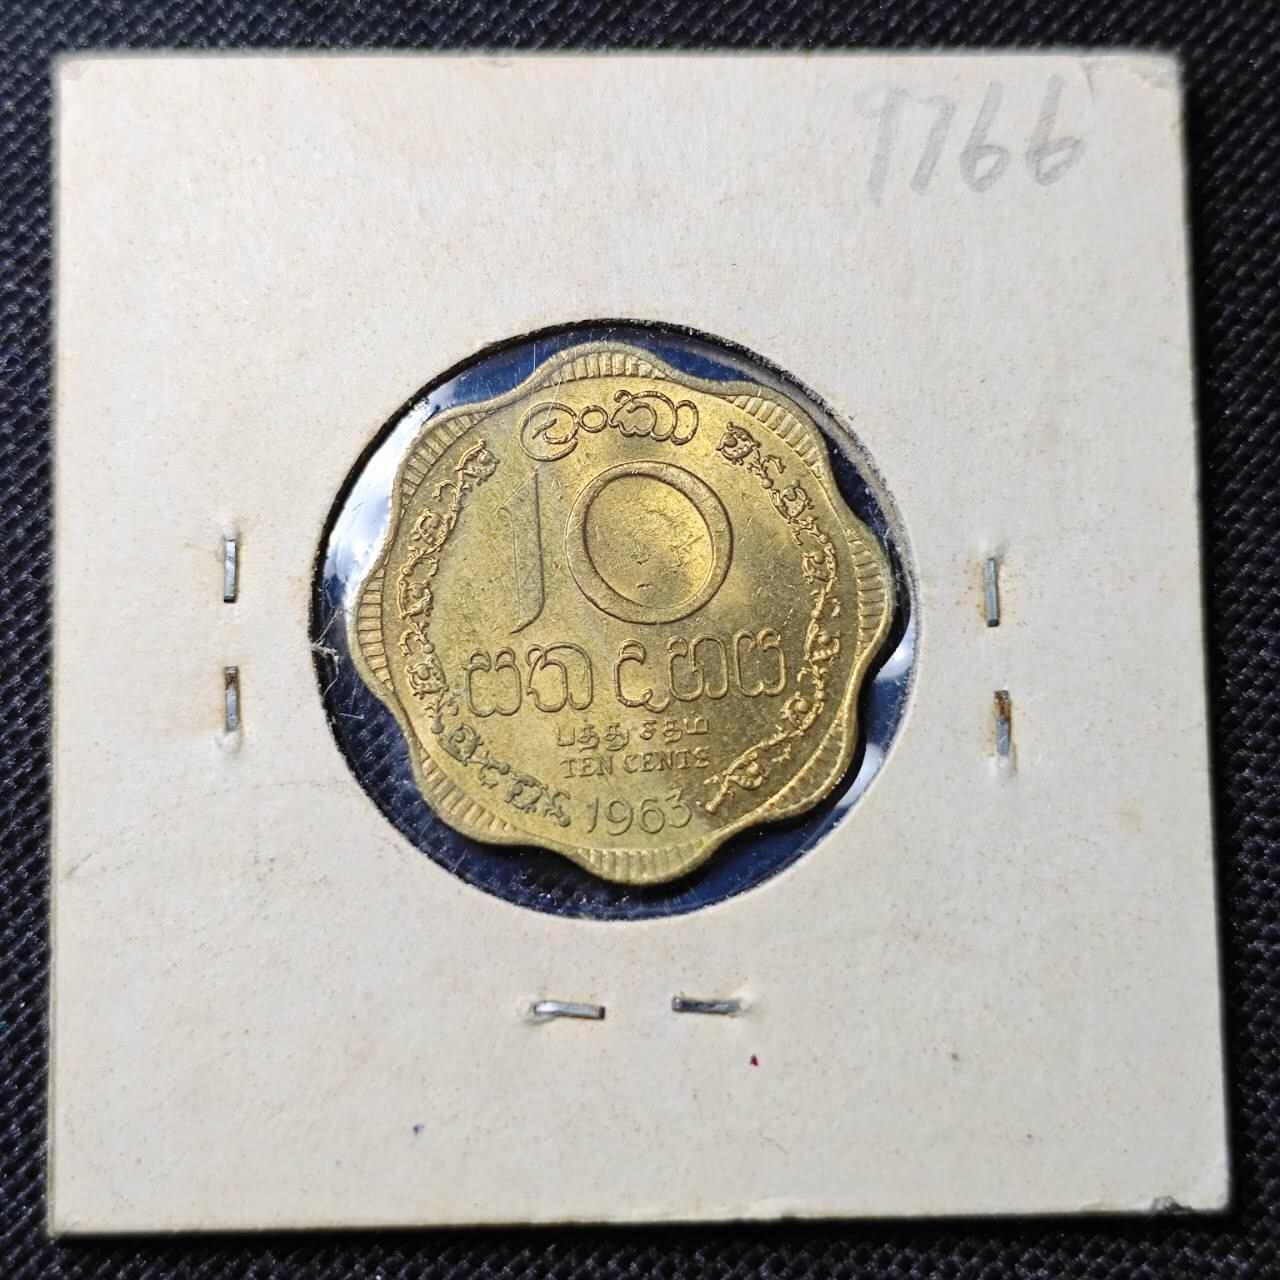 9766
ලංකා
10
සත දහය
பத்து சதம்
TEN CENTS
1963